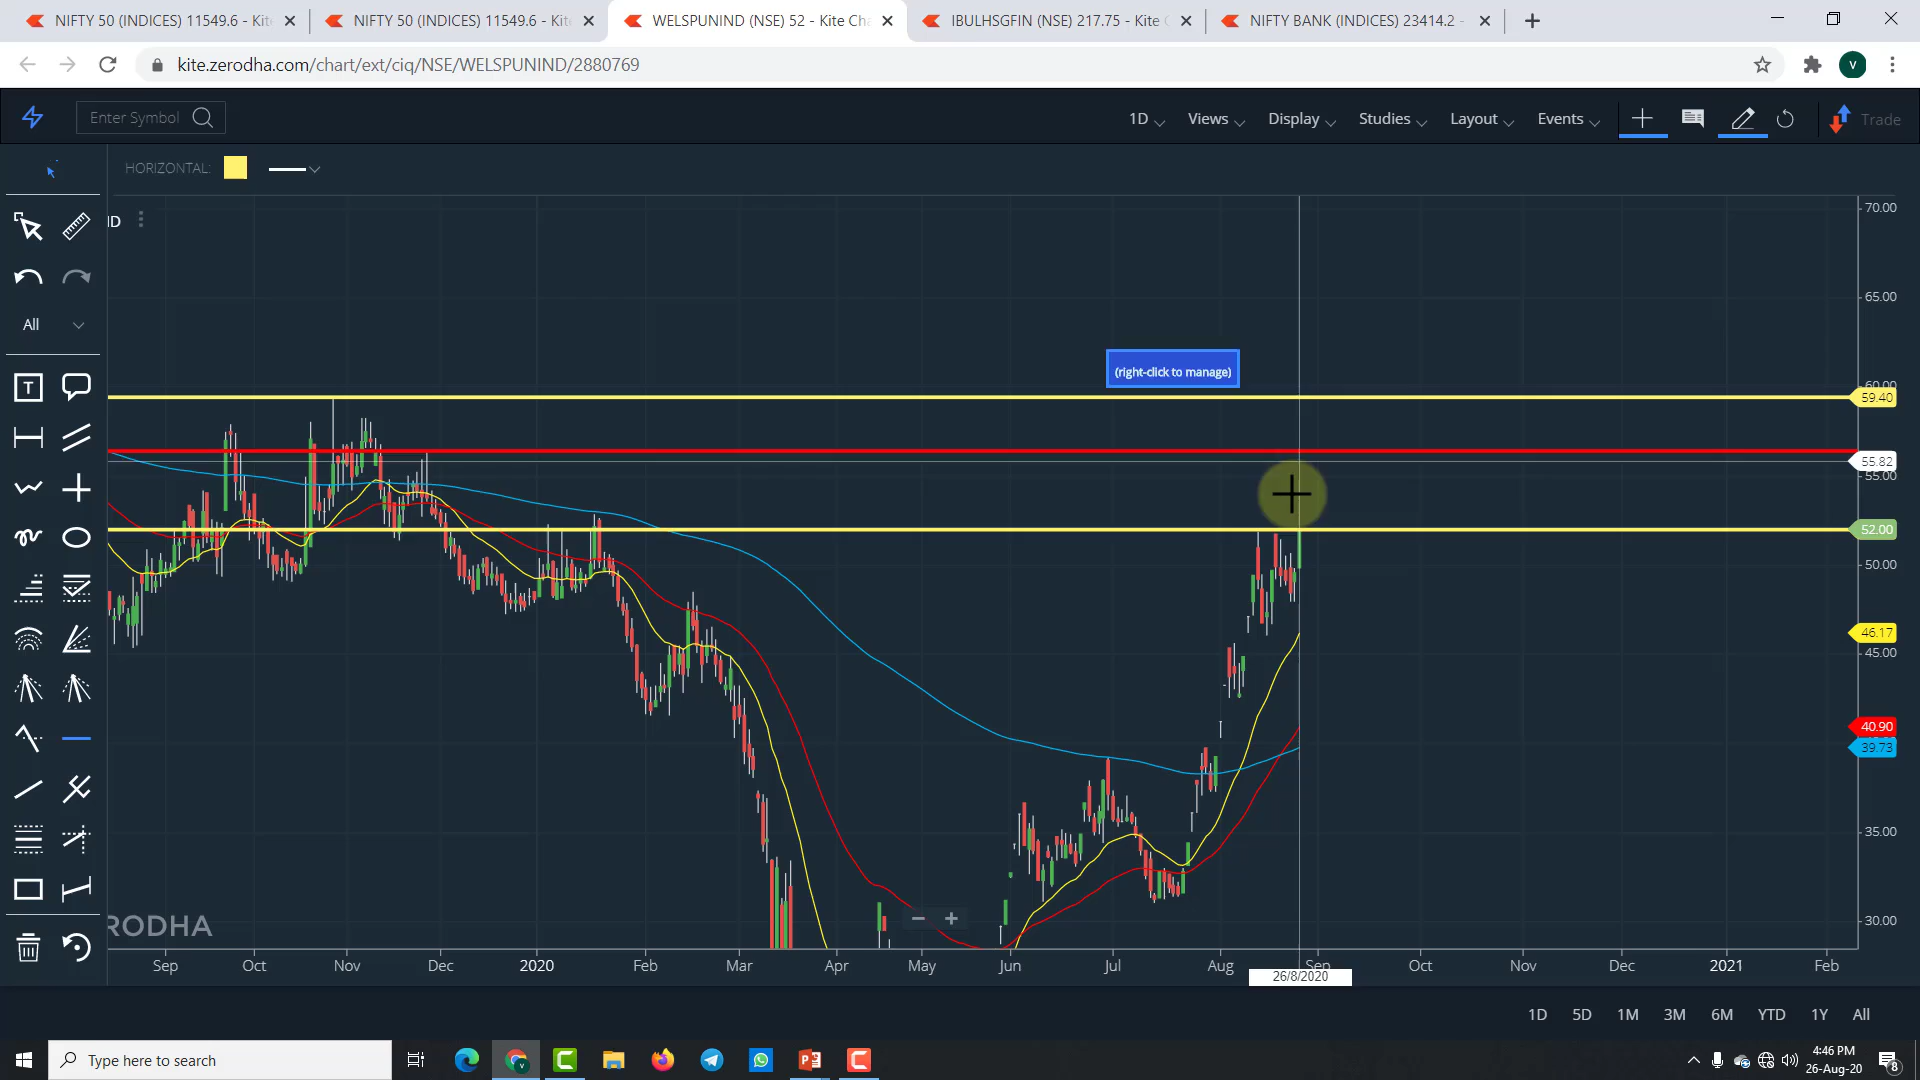 NIFTY 50 (INDICES) 11549.6 - Kit
NIFTY 50 (INDICES) 11549.6 - Kit
WELSPUNIND (NSE) 52 - Kite Cha
IBULHSGFIN (NSE) 217.75 - Kite C
NIFTY BANK (INDICES) 23414.2 -
kite.zerodha.com/chart/ext/ciq/NSE/WELSPUNIND/2880769
V
Enter Symbol
1D Views Display Studies Layout Events Trade
HORIZONTAL:
ND
All
T
(right-click to manage)
70.00
65.00
60.00
59.40
55.82
55.00
52.00
50.00
46.17
45.00
40.90
39.73
35.00
30.00
RODHA
Sep Oct Nov Dec 2020 Feb Mar Apr May Jun Jul Aug Sep Oct Nov Dec 2021 Feb
26/8/2020
1D 5D 1M 3M 6M YTD 1Y All
Type here to search
4:46 PM
26-Aug-20
8